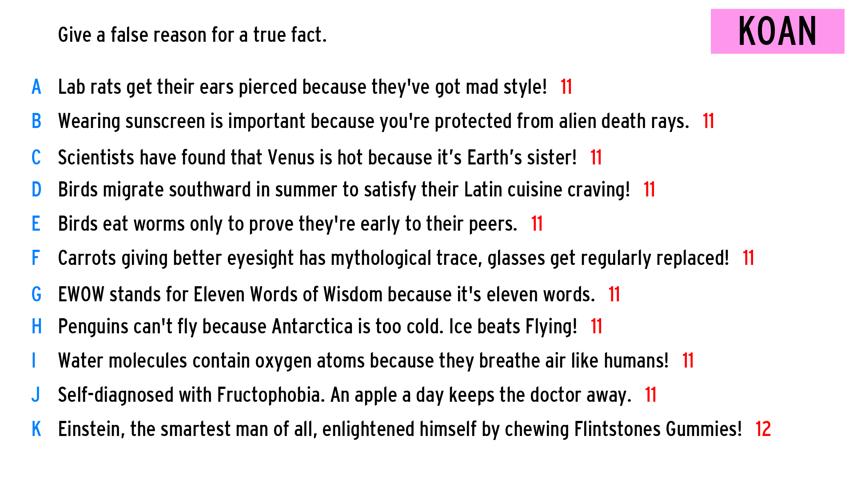 Give a false reason for a true fact.
KOAN
A Lab rats get their ears pierced because they've got mad style! 11
B Wearing sunscreen is important because you're protected from alien death rays. 11
C Scientists have found that Venus is hot because it’s Earth’s sister! 11
D Birds migrate southward in summer to satisfy their Latin cuisine craving! 11
E Birds eat worms only to prove they're early to their peers. 11
F Carrots giving better eyesight has mythological trace, glasses get regularly replaced! 11
G EWOW stands for Eleven Words of Wisdom because it's eleven words. 11
H Penguins can't fly because Antarctica is too cold. Ice beats Flying! 11
I Water molecules contain oxygen atoms because they breathe air like humans! 11
J Self-diagnosed with Fructophobia. An apple a day keeps the doctor away. 11
K Einstein, the smartest man of all, enlightened himself by chewing Flintstones Gummies! 12